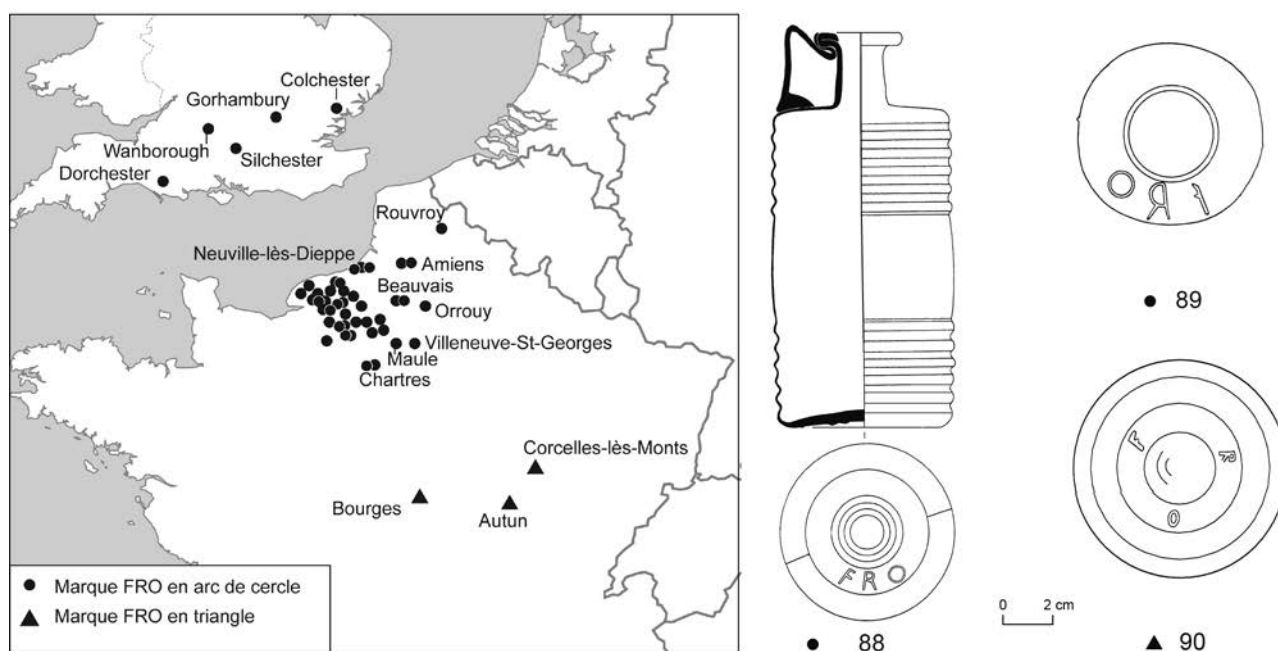 Colchester
Gorhambury
Wanborough
Silchester
Dorchester
Rouvroy
Neuville-lès-Dieppe
Amiens
Beauvais
Orrouy
Villeneuve-St-Georges
Maule
Chartres
Corcelles-lès-Monts
Bourges
Autun
Marque FRO en arc de cercle
Marque FRO en triangle
F R O
88
0 2 cm
F R O
89
F R O
90